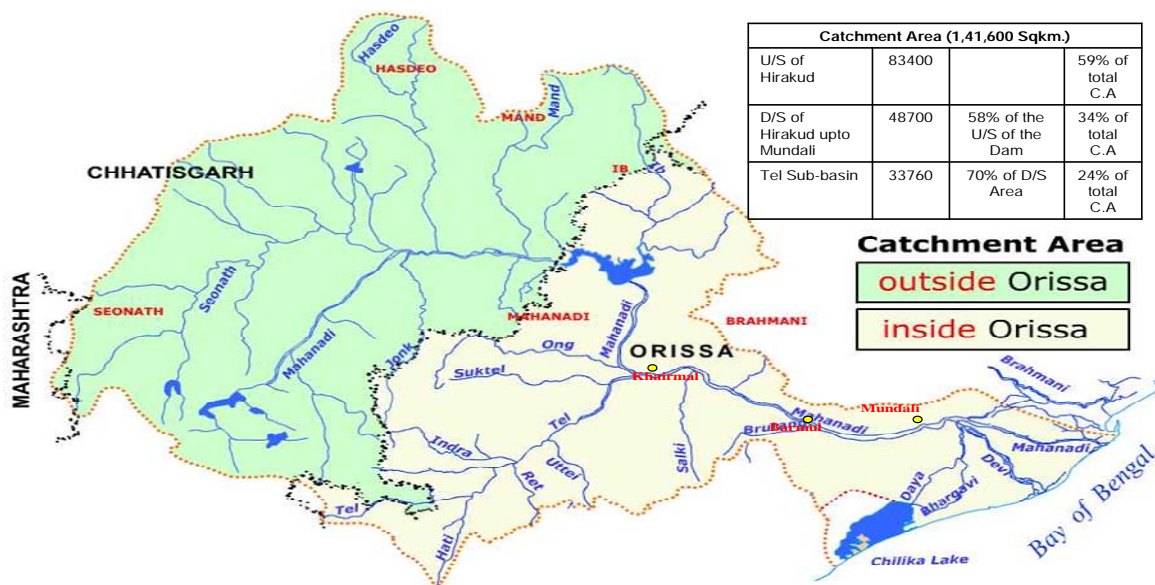 Catchment Area (1,41,600 Sqkm.)
U/S of Hirakud 83400 59% of total C.A
D/S of Hirakud upto Mundali 48700 58% of the U/S of the Dam 34% of total C.A
Tel Sub-basin 33760 70% of D/S Area 24% of total C.A
Catchment Area
outside Orissa
inside Orissa
Hasdeo
HASDEO
Mand
MAND
CHHATISGARH
IB
Ib
MAHARASHTRA
Seonath
SEONATH
MAHANADI
BRAHMANI
Mahanadi
Mahanadi
Jonk
Ong
ORISSA
Khairmal
Suktel
Tel
Mundali
Mahanadi
Barmul
Brahmani
Mahanadi
Indra
Uttei
Ret
Salki
Devi
Daya
Bhargavi
Tel
Hati
Bay of Bengal
Chilika Lake